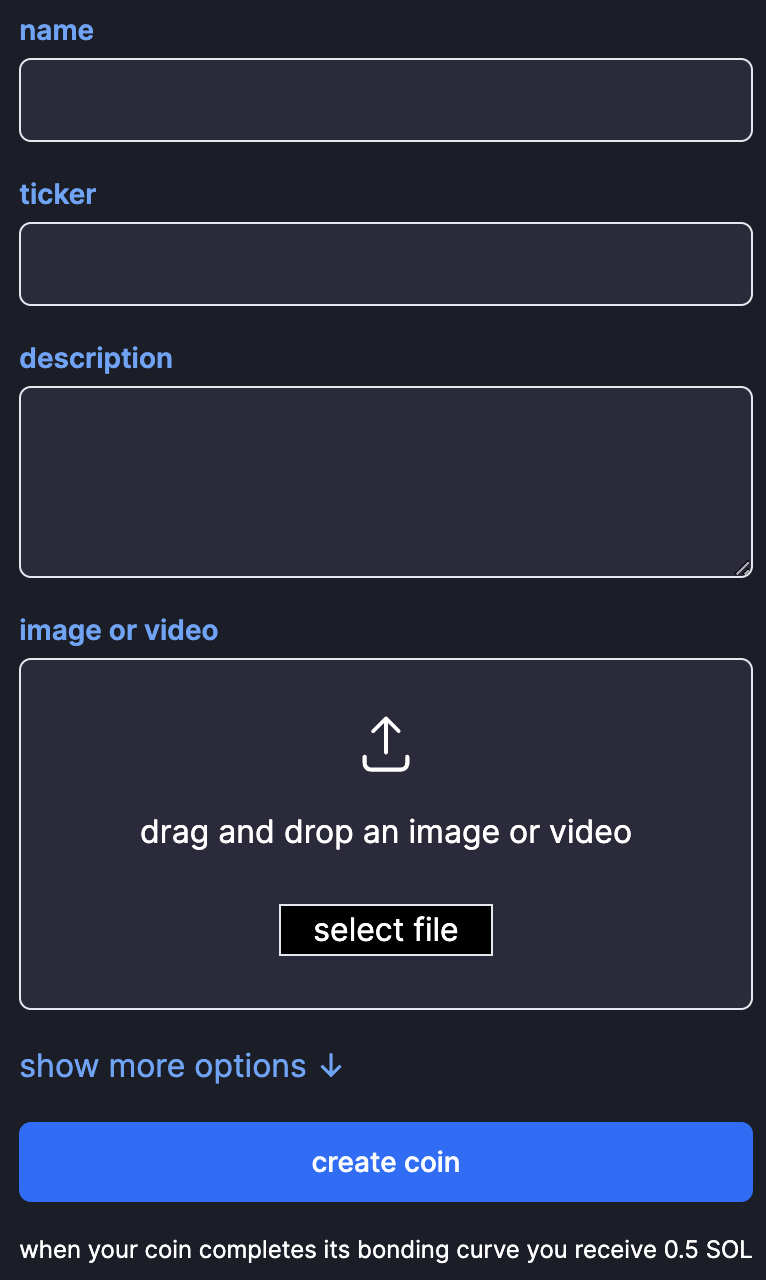 name
ticker
description
image or video
drag and drop an image or video
select file
show more options ↓
create coin
when your coin completes its bonding curve you receive 0.5 SOL